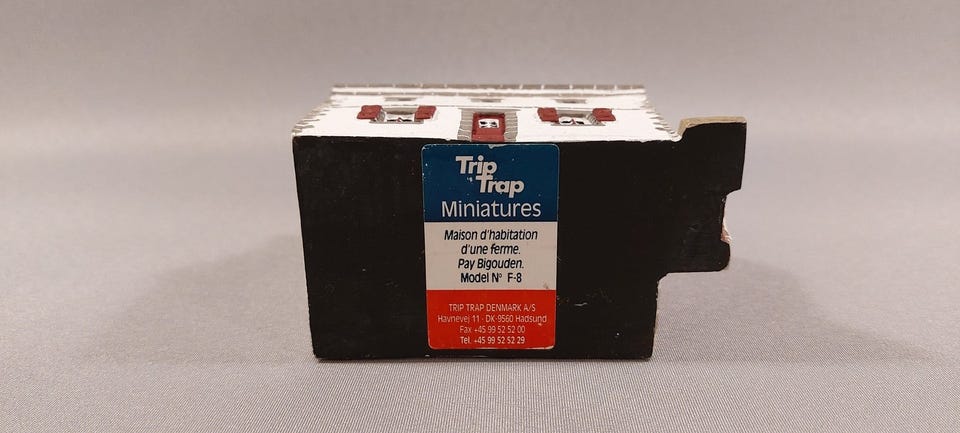 Trip
Trap
Miniatures
Maison d'habitation
d'une ferme.
Pay Bigouden.
Model Nº F-8
TRIP TRAP DENMARK A/S
Havnevej 11 - DK-9560 Hadsund
Fax +45 99 52 52 00
Tel. +45 99 52 52 29